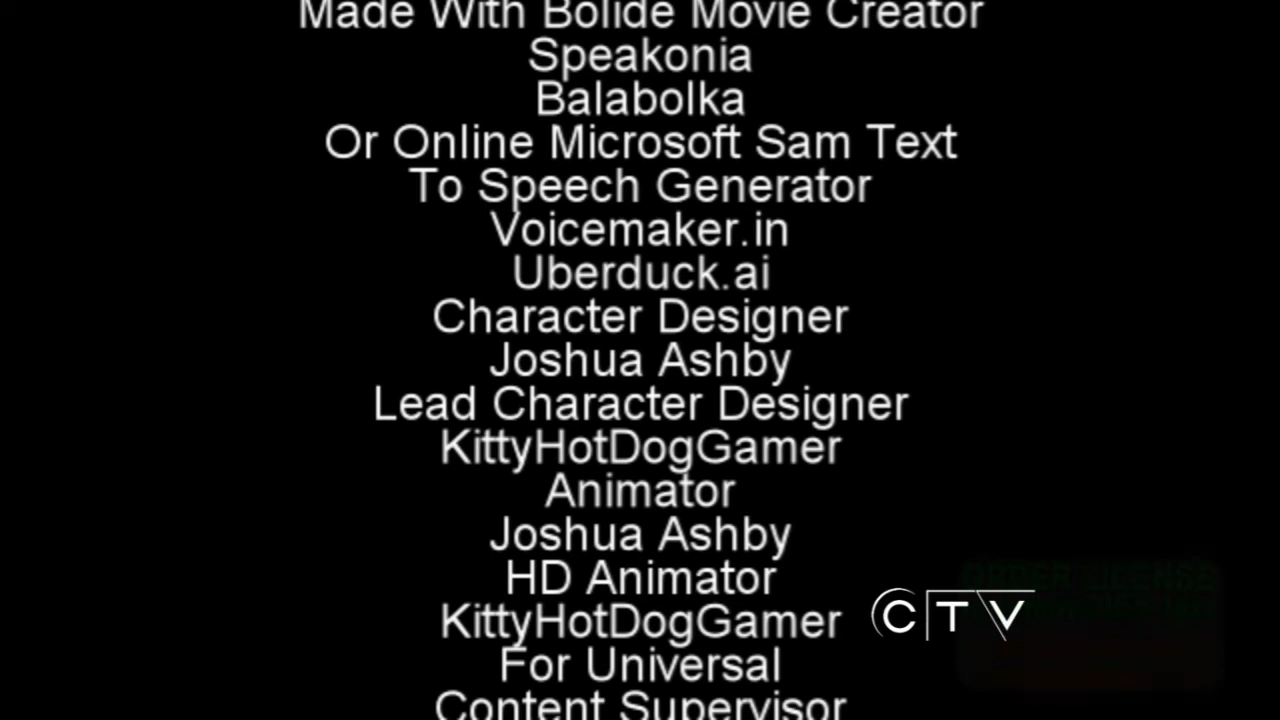 Made With Bolide Movie Creator
Speakonia
Balabolka
Or Online Microsoft Sam Text
To Speech Generator
Voicemaker.in
Uberduck.ai
Character Designer
Joshua Ashby
Lead Character Designer
KittyHotDogGamer
Animator
Joshua Ashby
HD Animator
KittyHotDogGamer
CTV
For Universal
Content Supervisor